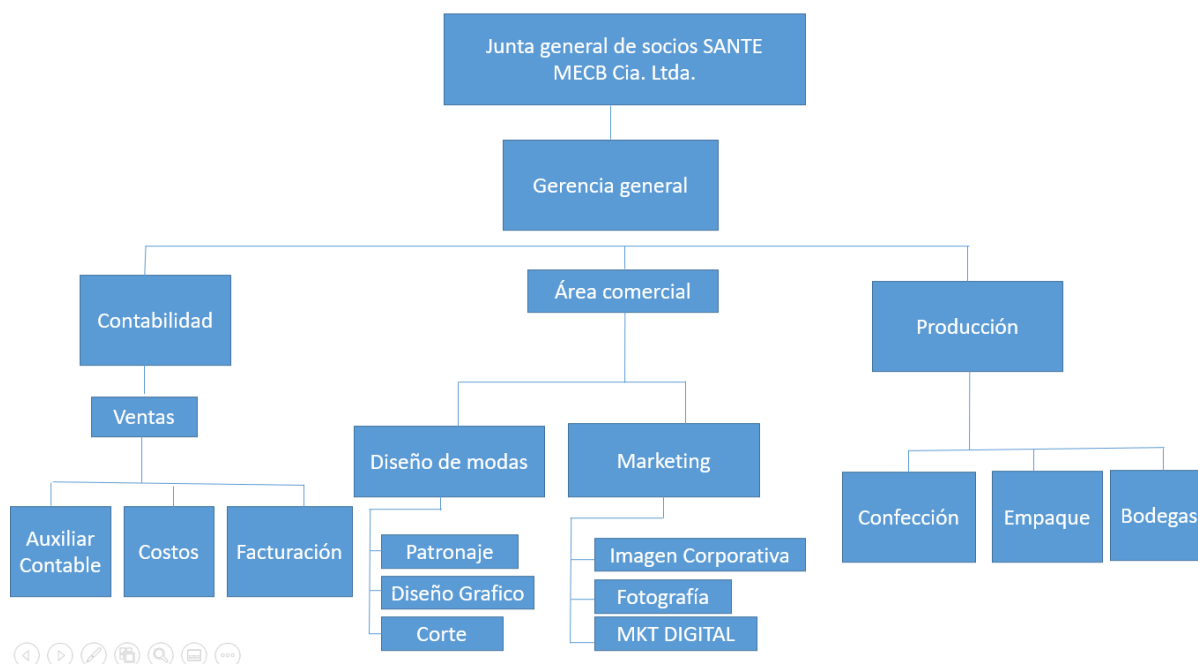 Junta general de socios SANTE
MECB Cia. Ltda.
Gerencia general
Contabilidad
Área comercial
Producción
Ventas
Diseño de modas
Marketing
Auxiliar
Contable
Costos
Facturación
Confección
Empaque
Bodegas
Patronaje
Diseño Grafico
Corte
Imagen Corporativa
Fotografía
MKT DIGITAL